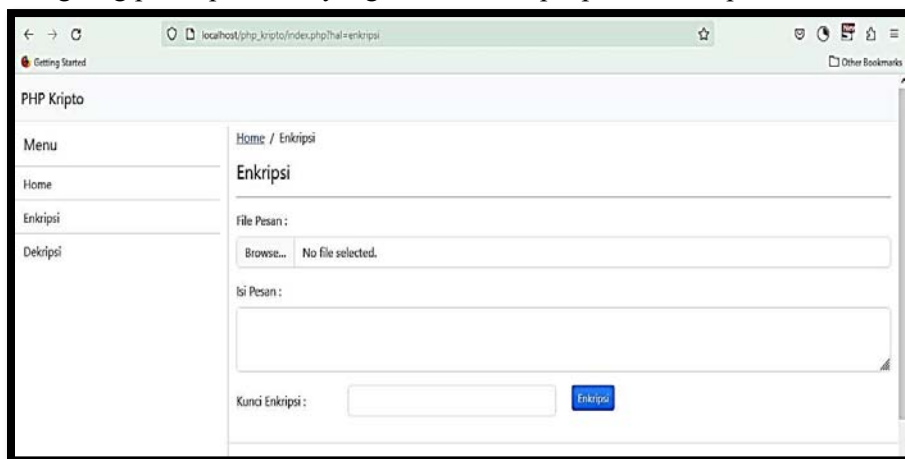 localhost/php_kripto/index.php?hal=enkripsi
Getting Started
Other Bookmarks
PHP Kripto
Menu
Home / Enkripsi
Enkripsi
Home
Enkripsi
File Pesan :
Dekripsi
Browse... No file selected.
Isi Pesan :
Kunci Enkripsi :
Enkripsi